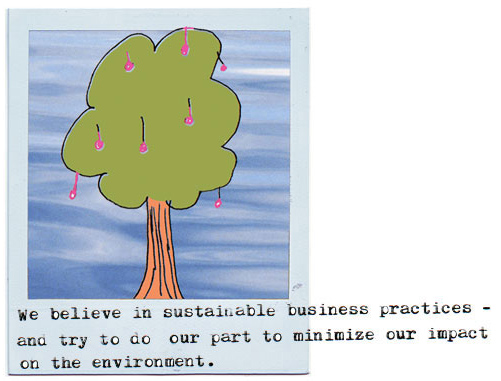 We believe in sustainable business practices -
and try to do our part to minimize our impact
on the environment.